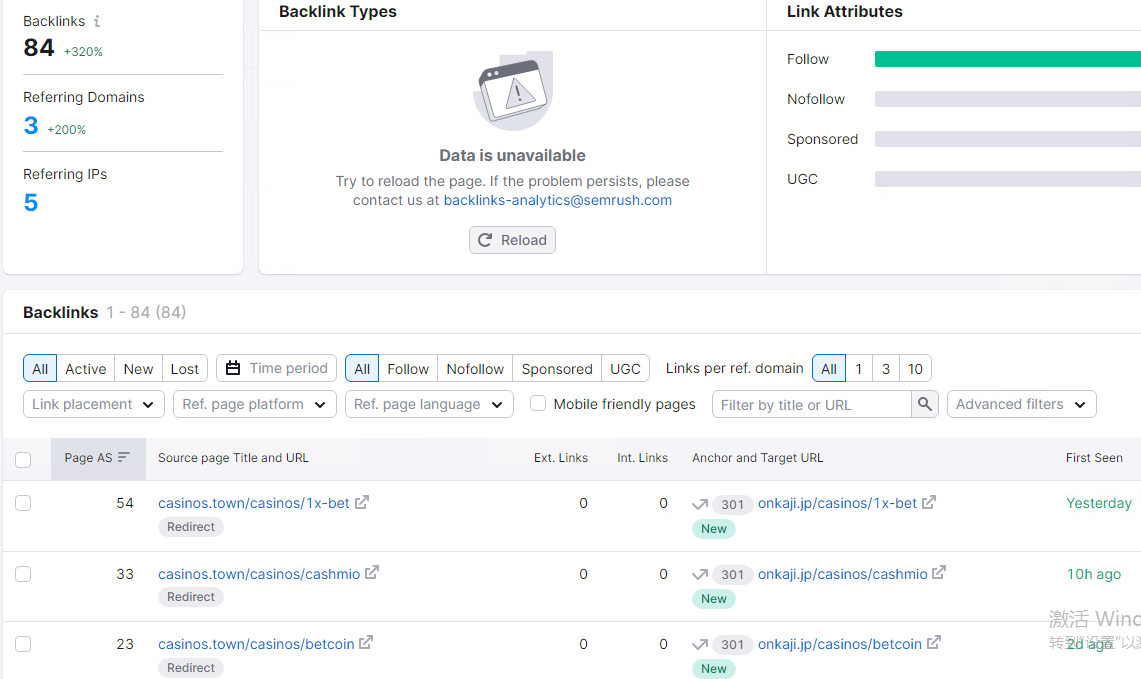 Backlinks i
84 +320%
Referring Domains
3 +200%
Referring IPs
5
Backlink Types
Data is unavailable
Try to reload the page. If the problem persists, please
contact us at backlinks-analytics@semrush.com
Reload
Link Attributes
Follow
Nofollow
Sponsored
UGC
Backlinks 1 - 84 (84)
All Active New Lost Time period All Follow Nofollow Sponsored UGC Links per ref. domain All 1 3 10
Link placement Ref. page platform Ref. page language Mobile friendly pages Filter by title or URL Advanced filters
Page AS Source page Title and URL Ext. Links Int. Links Anchor and Target URL First Seen
54 casinos.town/casinos/1x-bet 0 0 301 onkaji.jp/casinos/1x-bet Yesterday
Redirect New
33 casinos.town/casinos/cashmio 0 0 301 onkaji.jp/casinos/cashmio 10h ago
Redirect New
23 casinos.town/casinos/betcoin 0 0 301 onkaji.jp/casinos/betcoin 2d ago
Redirect New
激活 Wind
转到"设置"以